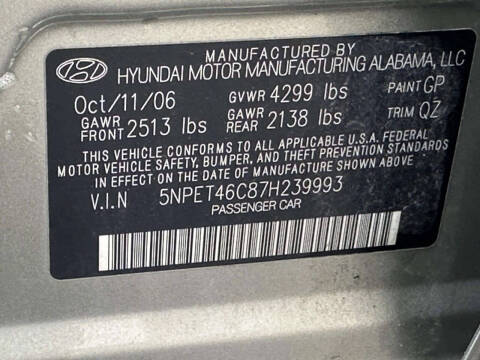 MANUFACTURED BY
HYUNDAI MOTOR MANUFACTURING ALABAMA, LLC
Oct/11/06 GVWR 4299 lbs PAINT GP
GAWR FRONT 2513 lbs GAWR REAR 2138 lbs TRIM QZ
THIS VEHICLE CONFORMS TO ALL APPLICABLE U.S.A FEDERAL
MOTOR VEHICLE SAFETY, BUMPER, AND THEFT PREVENTION STANDARDS
IN EFFECT ON THE DATE OF MANUFACTURE SHOWN ABOVE.
V.I.N 5NPET46C87H239993
PASSENGER CAR